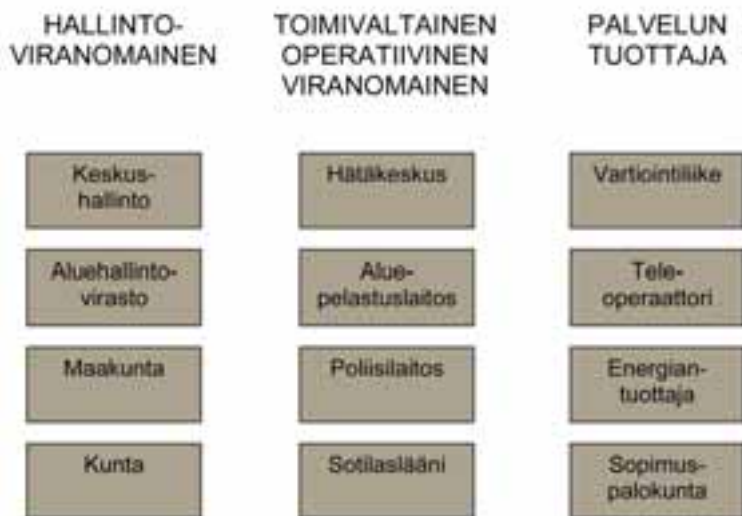 HALLINTO-
VIRANOMAINEN
TOIMIVALTAINEN
OPERATIIVINEN
VIRANOMAINEN
PALVELUN
TUOTTAJA
Keskus-
hallinto
Hätäkeskus
Vartiointiliike
Aluehallinto-
virasto
Alue-
pelastuslaitos
Tele-
operaattori
Maakunta
Poliisilaitos
Energian-
tuottaja
Kunta
Sotilaslääni
Sopimus-
palokunta